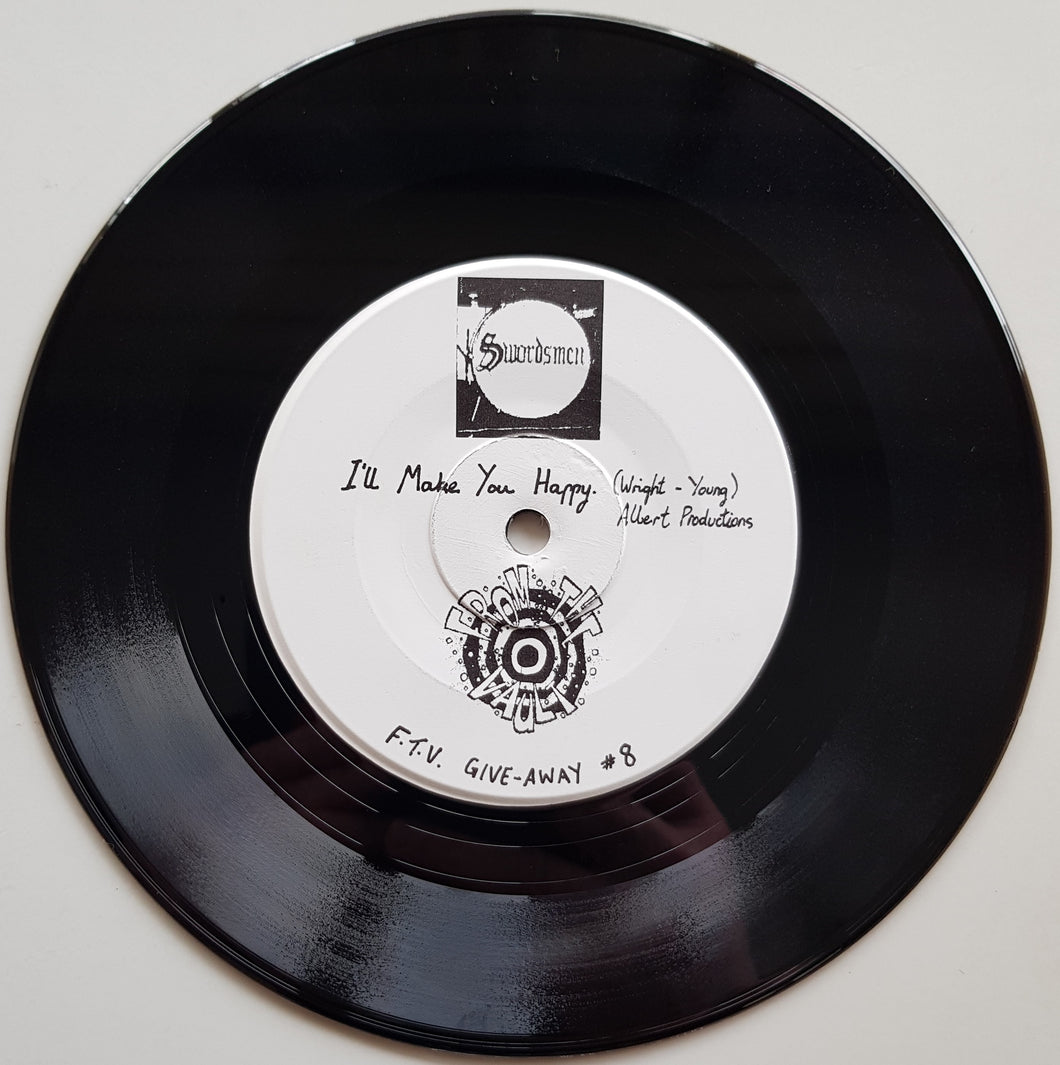 Swordsmen
I'll Make You Happy. (Wright - Young)
Albert Productions
FROM THE
VAULT
F.T.V. GIVE-AWAY #8